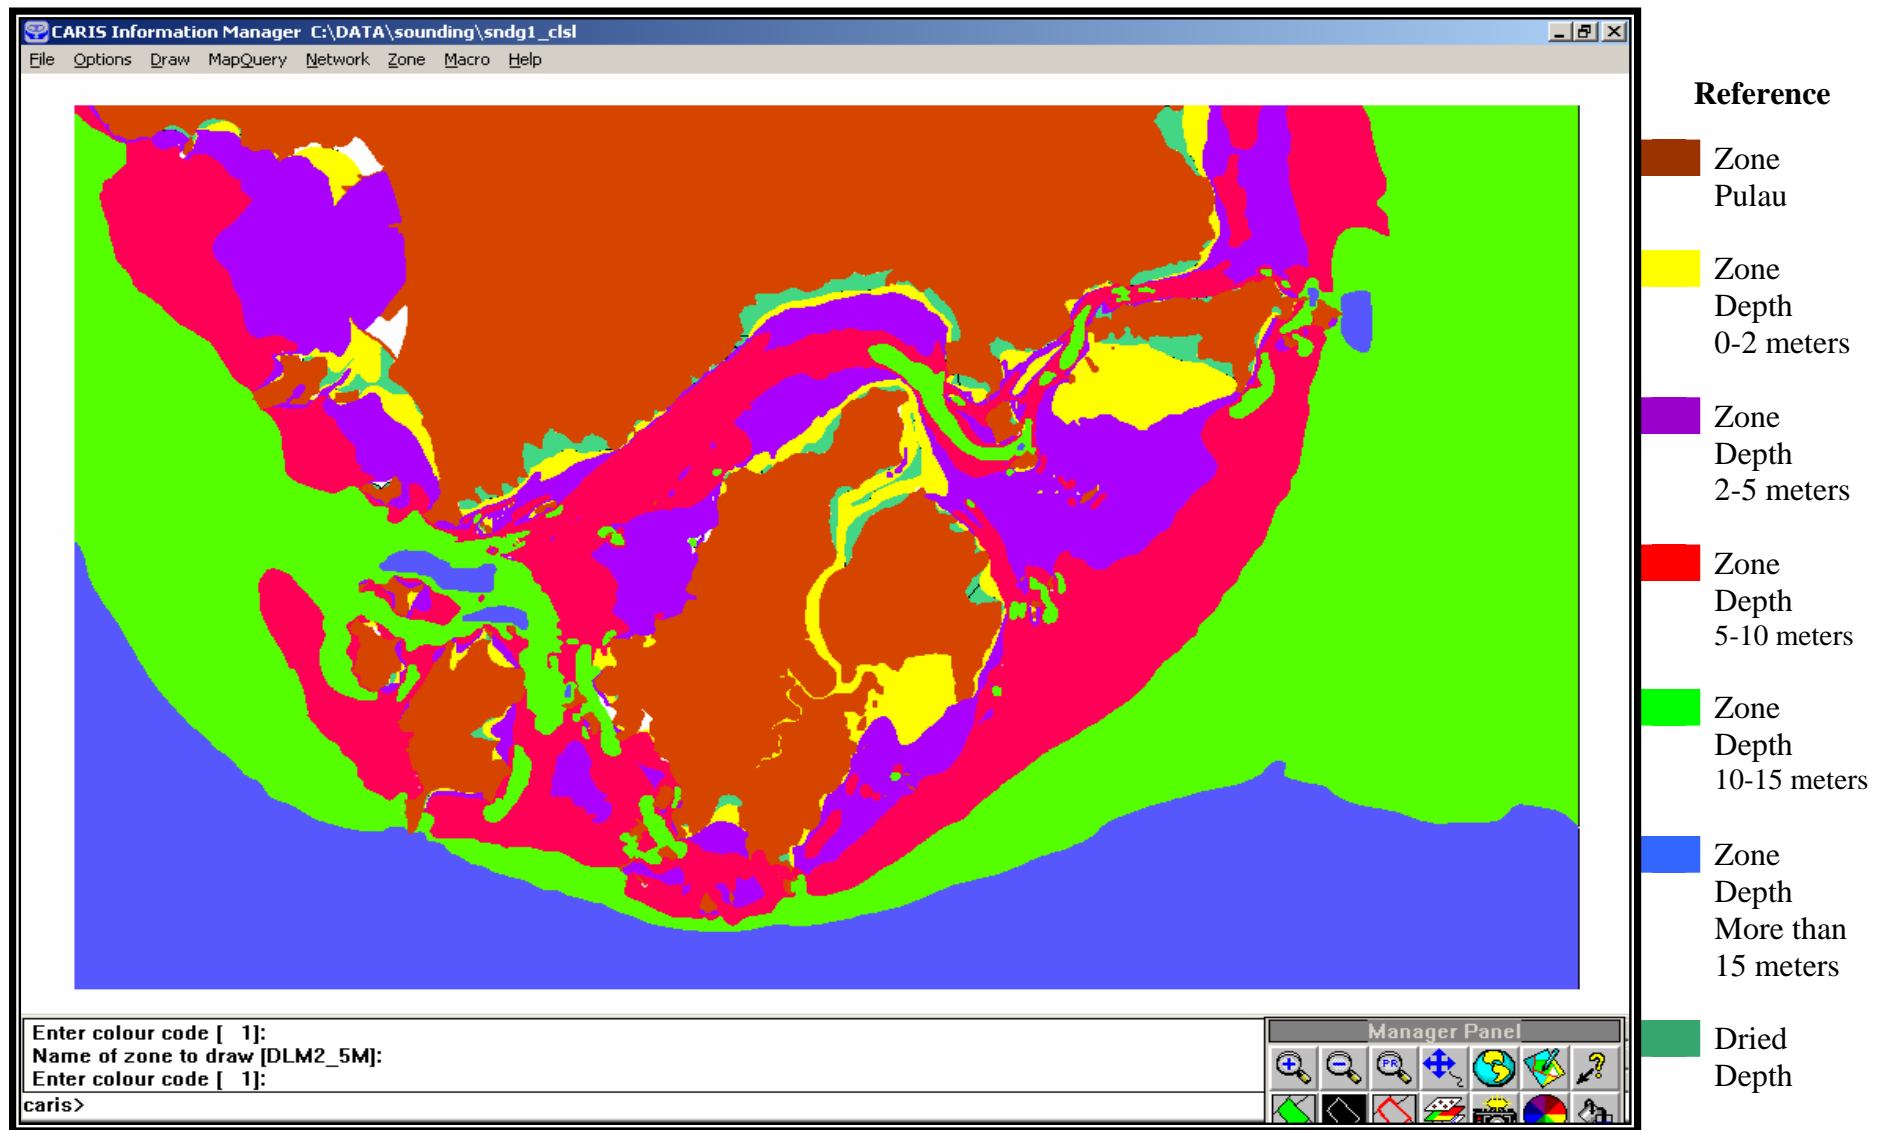 CARIS Information Manager C:\DATA\sounding\sndg1_clsl
File Options Draw MapQuery Network Zone Macro Help
Reference
Zone
Pulau
Zone
Depth
0-2 meters
Zone
Depth
2-5 meters
Zone
Depth
5-10 meters
Zone
Depth
10-15 meters
Zone
Depth
More than
15 meters
Dried
Depth
Enter colour code [ 1]:
Name of zone to draw [DLM2_5M]:
Enter colour code [ 1]:
caris>
Manager Panel
PR